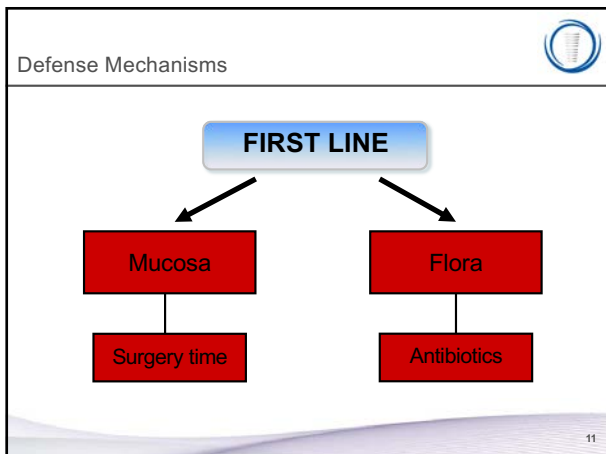 Defense Mechanisms
FIRST LINE
Mucosa
Flora
Surgery time
Antibiotics
11